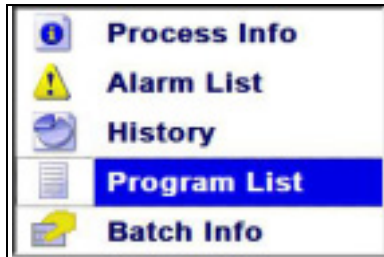 Process Info
Alarm List
History
Program List
Batch Info